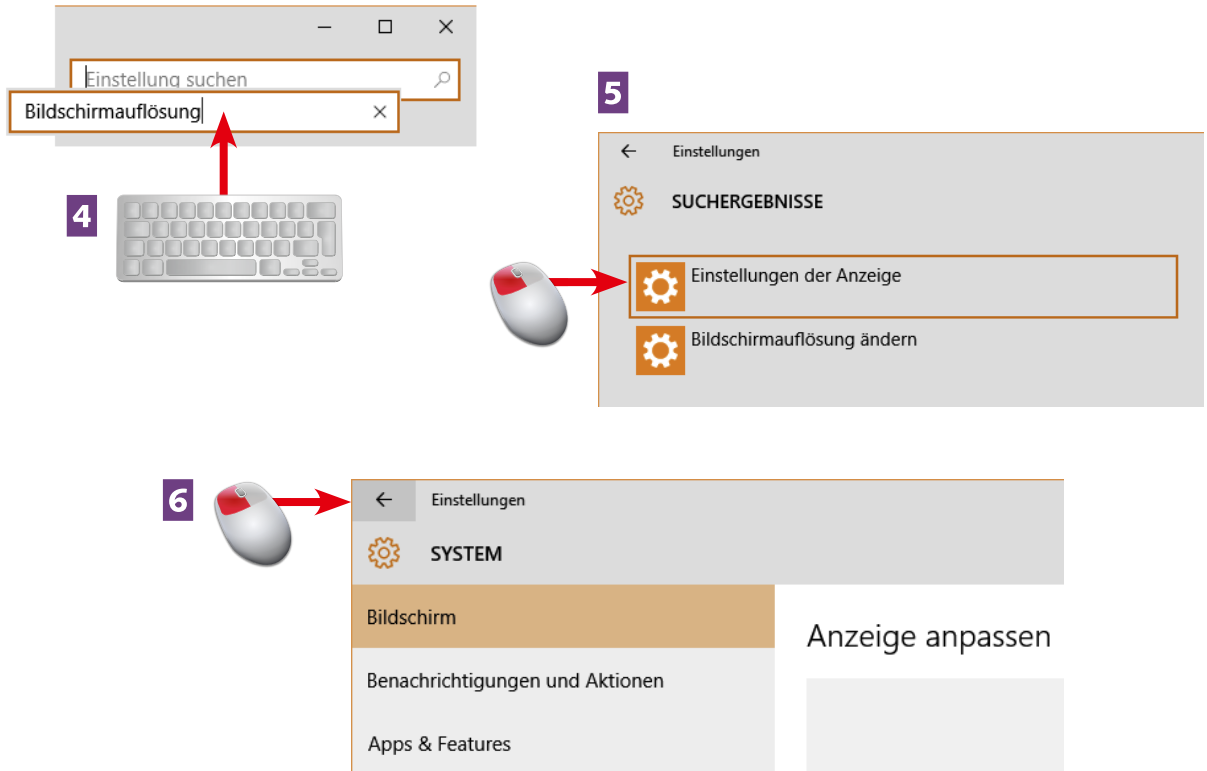 Einstellung suchen
Bildschirmauflösung
4
5
Einstellungen
SUCHERGEBNISSE
Einstellungen der Anzeige
Bildschirmauflösung ändern
6
Einstellungen
SYSTEM
Bildschirm
Benachrichtigungen und Aktionen
Apps & Features
Anzeige anpassen